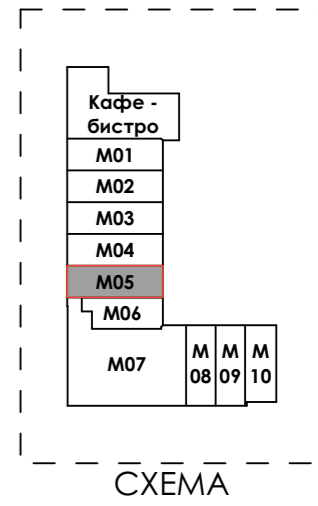 Кафе -
бистро
М01
М02
М03
М04
М05
М06
М07
М
08
М
09
М
10
СХЕМА